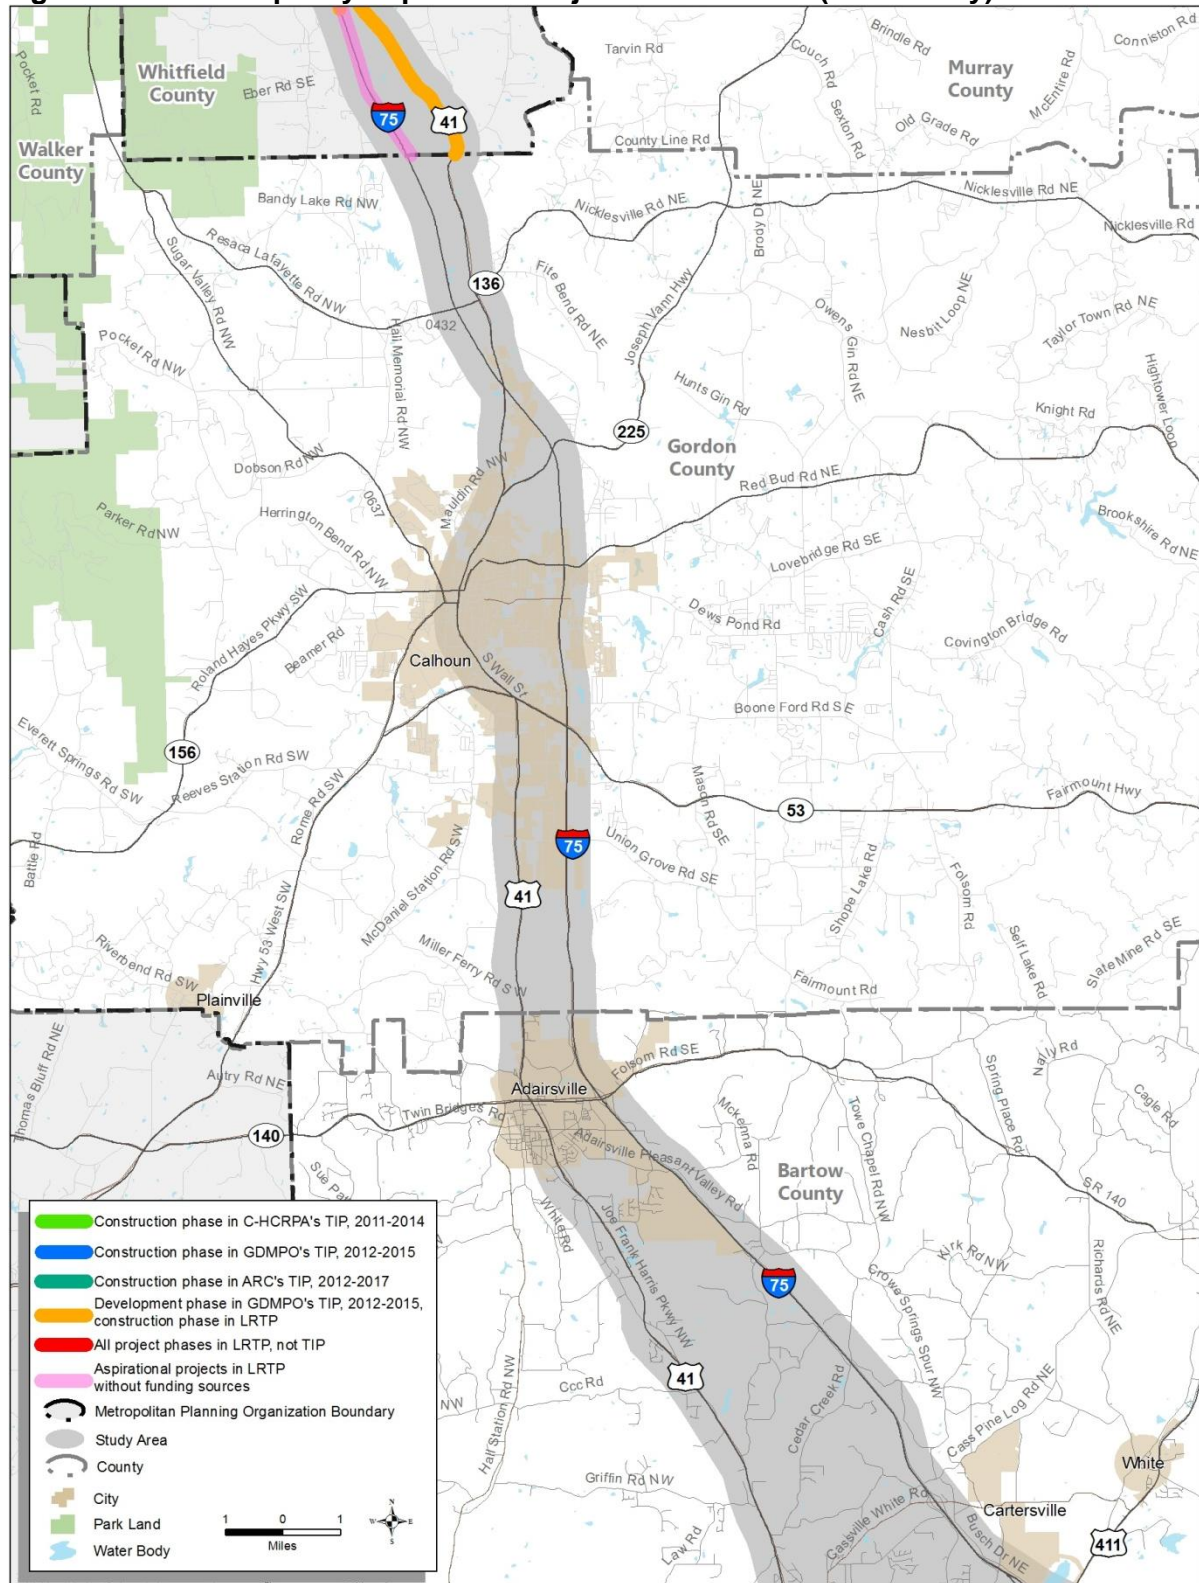 Tarvin Rd
Couch Rd
Brindle Rd
Conniston Rd
Pocket Rd
Whitfield
County
Eber Rd SE
Murray
County
McEntire Rd
Sexton Rd
Old Grade Rd
75
41
Walker
County
County Line Rd
Bandy Lake Rd NW
Nicklesville Rd NE
Brody Dr NE
Nicklesville Rd NE
Nicklesville Rd
Resaca Lafayette Rd NW
Sugar Valley Rd NW
136
Fite Bend Rd NE
Joseph Vann Hwy
Owens Gin Rd NE
Nesbit Loop NE
Taylor Town Rd NE
0432
Pocket Rd NW
Hall Memorial Rd NW
Hunts Gin Rd
Hightower Loop
Knight Rd
225
Gordon
County
Dobson Rd NW
Mauldin Rd NW
Red Bud Rd NE
0637
Parker Rd NW
Herrington Bend Rd NW
Brookshire Rd NE
Lovebridge Rd SE
Cash Rd SE
Roland Hayes Pkwy SW
Beamer Rd
Dews Pond Rd
Covington Bridge Rd
Calhoun
S Wall St
Boone Ford Rd SE
Everett Springs Rd SW
156
Reeves Station Rd SW
Rome Rd SW
Mason Rd SE
Fairmount Hwy
53
Battle Rd
75
Union Grove Rd SE
McDaniel Station Rd SW
41
Shope Lake Rd
Folsom Rd
Self Lake Rd
Slate Mine Rd SE
Riverbend Rd SW
Hwy 53 West SW
Miller Ferry Rd SW
Fairmount Rd
Plainville
Thomas Bluff Rd NE
Autry Rd NE
Folsom Rd SE
Nally Rd
Spring Place Rd
Cagle Rd
Adairsville
Twin Bridges Rd
140
Mckenna Rd
Towe Chapel Rd NW
Adairsville Pleasant Valley Rd
Bartow
County
SR 140
White Rd
Joe Frank Harris Pkwy NW
Kirk Rd NW
Richards Rd NE
75
Crowe Springs Spur NW
41
Ccc Rd
NW
Hall Station Rd NW
Cedar Creek Rd
Cass Pine Log Rd NE
White
Griffin Rd NW
Cassville White Rd
Cartersville
Law Rd
Busch Dr NE
411
Construction phase in C-HCRPA's TIP, 2011-2014
Construction phase in GDMPO's TIP, 2012-2015
Construction phase in ARC's TIP, 2012-2017
Development phase in GDMPO's TIP, 2012-2015,
construction phase in LRTP
All project phases in LRTP, not TIP
Aspirational projects in LRTP
without funding sources
Metropolitan Planning Organization Boundary
Study Area
County
City
Park Land
Water Body
1 0 1
Miles
N
W E
S